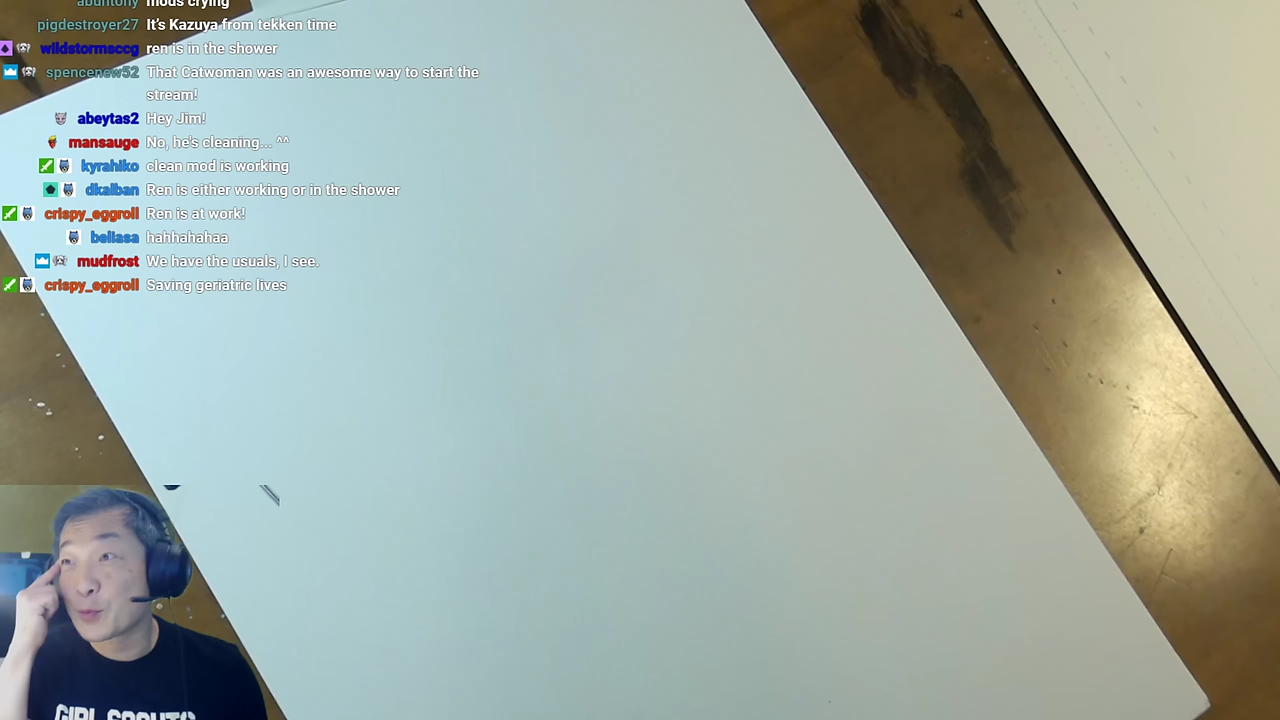 abuntony mods crying
pigdestroyer27 It's Kazuya from tekken time
wildstormsccg ren is in the shower
spencenew52 That Catwoman was an awesome way to start the
stream!
abeytas2 Hey Jim!
mansauge No, he's cleaning... ^^
kyrahiko clean mod is working
dkalban Ren is either working or in the shower
crispy_eggroll Ren is at work!
beliasa hahhahahaa
mudfrost We have the usuals, I see.
crispy_eggroll Saving geriatric lives
GIRL SCOUTS